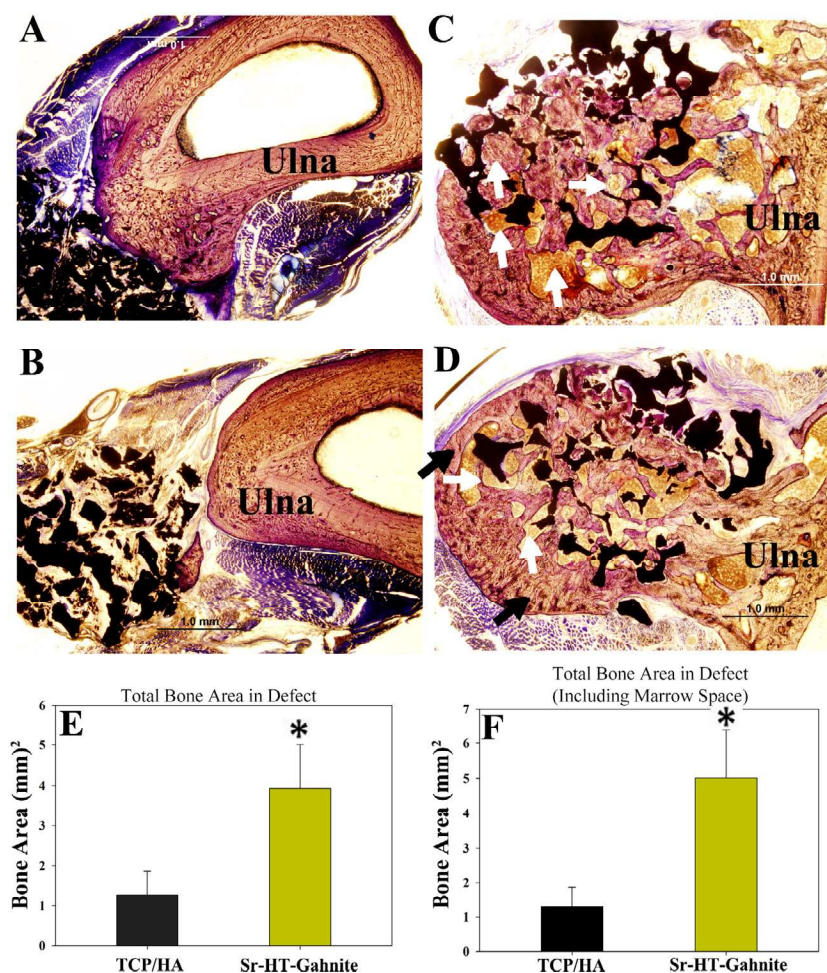 A
1.0 mm
Ulna
C
Ulna
1.0 mm
B
Ulna
1.0 mm
D
Ulna
1.0 mm
Total Bone Area in Defect
E
*
Bone Area (mm)²
6
5
4
3
2
1
0
TCP/HA
Sr-HT-Gahnite
Total Bone Area in Defect
(Including Marrow Space)
F
*
Bone Area (mm)²
7
6
5
4
3
2
1
0
TCP/HA
Sr-HT-Gahnite